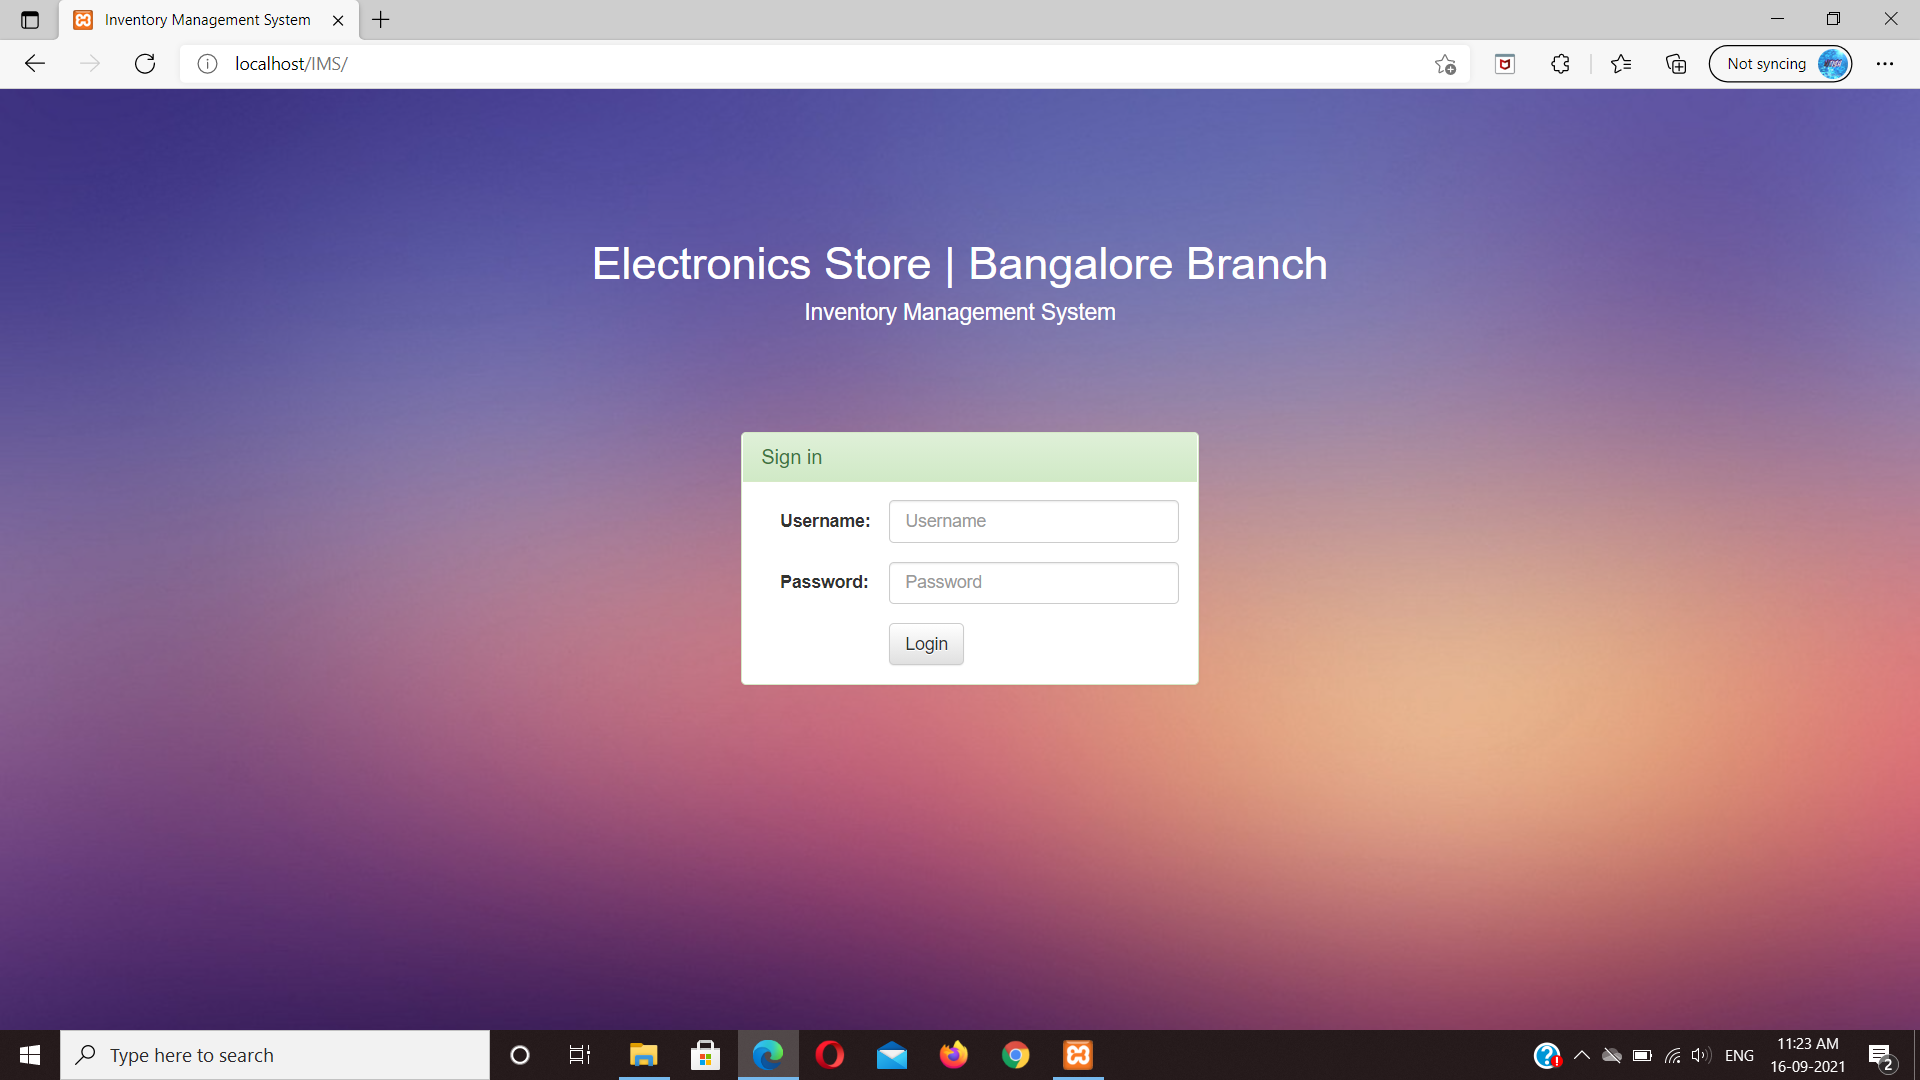 Inventory Management System
localhost/IMS/
Not syncing
Electronics Store | Bangalore Branch
Inventory Management System
Sign in
Username: Username
Password: Password
Login
Type here to search
ENG
11:23 AM
16-09-2021
2